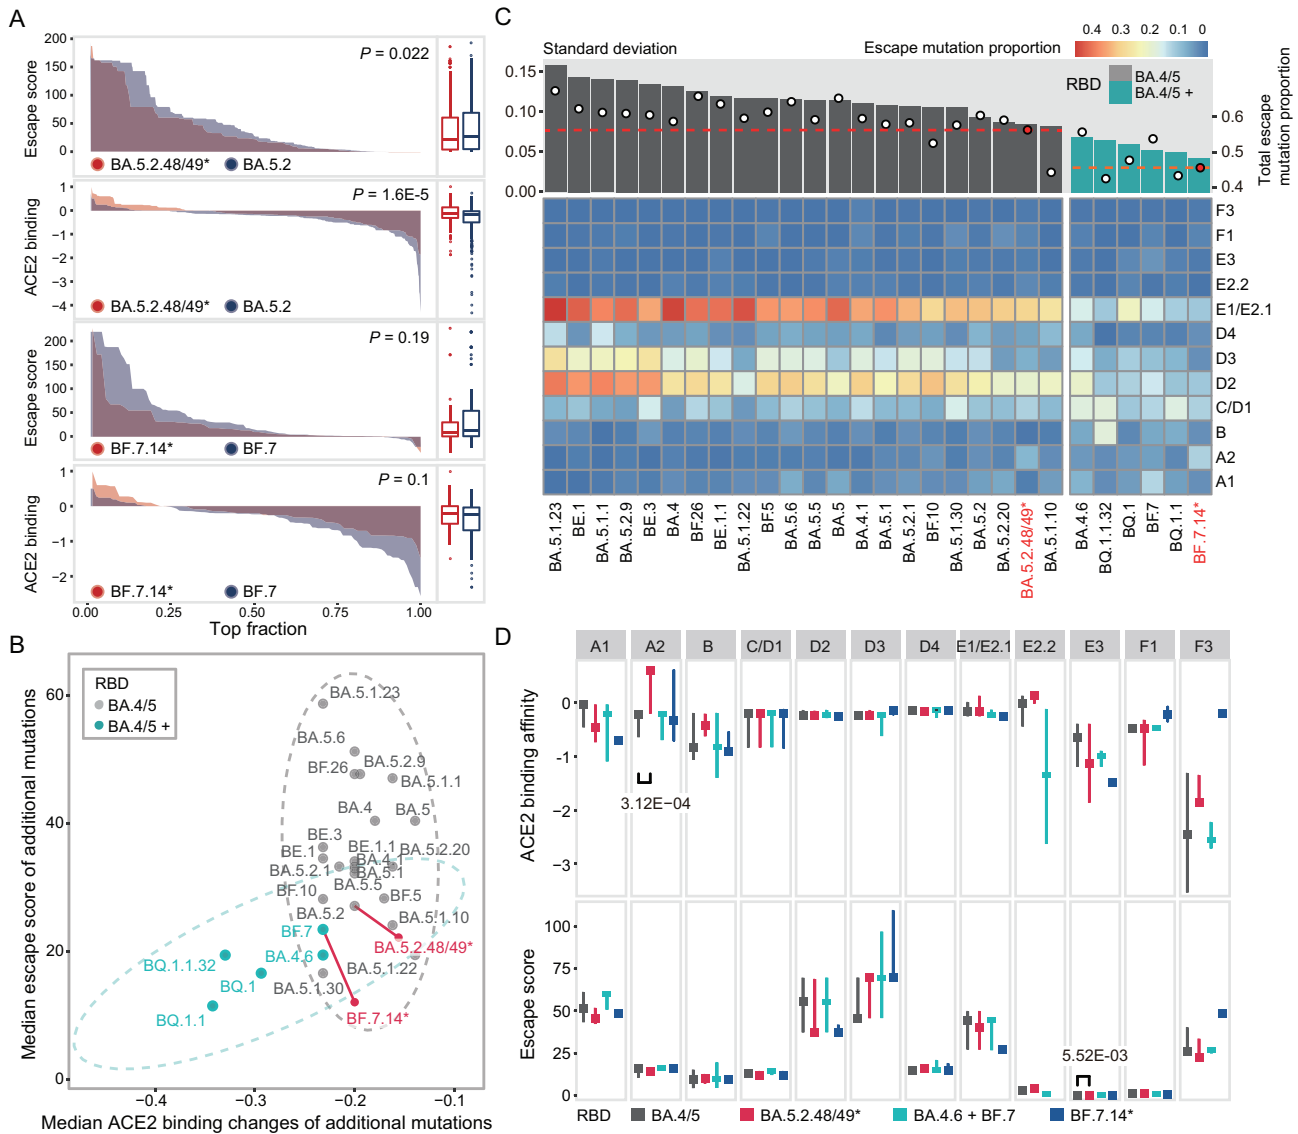 A
200
150
100
50
0
Escape score
P = 0.022
BA.5.2.48/49*
BA.5.2
1
0
−1
−2
−3
−4
ACE2 binding
P = 1.6E-5
BA.5.2.48/49*
BA.5.2
200
150
100
50
0
Escape score
P = 0.19
BF.7.14*
BF.7
1
0
−1
−2
ACE2 binding
P = 0.1
BF.7.14*
BF.7
0.00
0.25
0.50
0.75
1.00
Top fraction
C
Standard deviation
Escape mutation proportion
0.4
0.3
0.2
0.1
0
RBD
BA.4/5
BA.4/5 +
0.15
0.10
0.05
0.00
0.6
0.5
0.4
Total escape
mutation proportion
F3
F1
E3
E2.2
E1/E2.1
D4
D3
D2
C/D1
B
A2
A1
BA.5.1.23
BE.1
BA.5.1.1
BA.5.2.9
BE.3
BA.4
BF.26
BE.1.1
BA.5.1.22
BF.5
BA.5.6
BA.5.5
BA.5
BA.4.1
BA.5.1
BA.5.2.1
BF.10
BA.5.1.30
BA.5.2
BA.5.2.20
BA.5.2.48/49*
BA.5.1.10
BA.4.6
BQ.1.1.32
BQ.1
BF.7
BQ.1.1
BF.7.14*
B
Median escape score of additional mutations
60
40
20
0
RBD
BA.4/5
BA.4/5 +
BA.5.1.23
BA.5.6
BA.5.2.9
BF.26
BA.5.1.1
BA.4
BA.5
BE.3
BE.1
BE.1.1
BA.4.1
BA.5.2.20
BA.5.2.1
BA.5.1
BA.5.5
BF.10
BF.5
BA.5.2
BA.5.1.10
BF.7
BA.5.2.48/49*
BA.4.6
BQ.1.1.32
BA.5.1.22
BQ.1
BA.5.1.30
BQ.1.1
BF.7.14*
−0.4
−0.3
−0.2
−0.1
Median ACE2 binding changes of additional mutations
D
A1
A2
B
C/D1
D2
D3
D4
E1/E2.1
E2.2
E3
F1
F3
ACE2 binding affinity
0
−1
−2
−3
3.12E−04
Escape score
100
75
50
25
0
5.52E-03
RBD
BA.4/5
BA.5.2.48/49*
BA.4.6 + BF.7
BF.7.14*